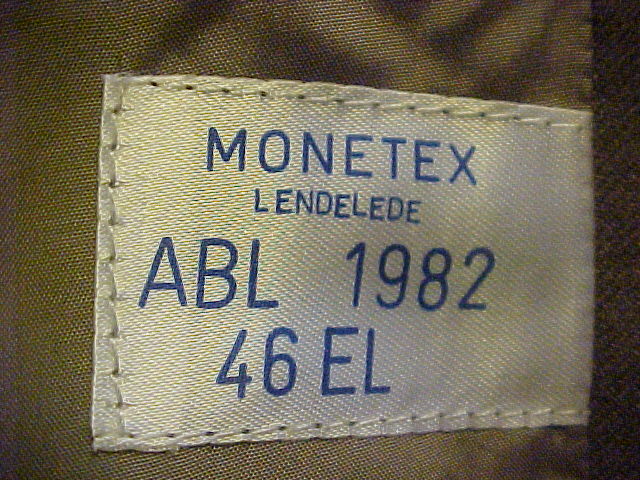 MONETEX
LENDELEDE
ABL 1982
46 EL